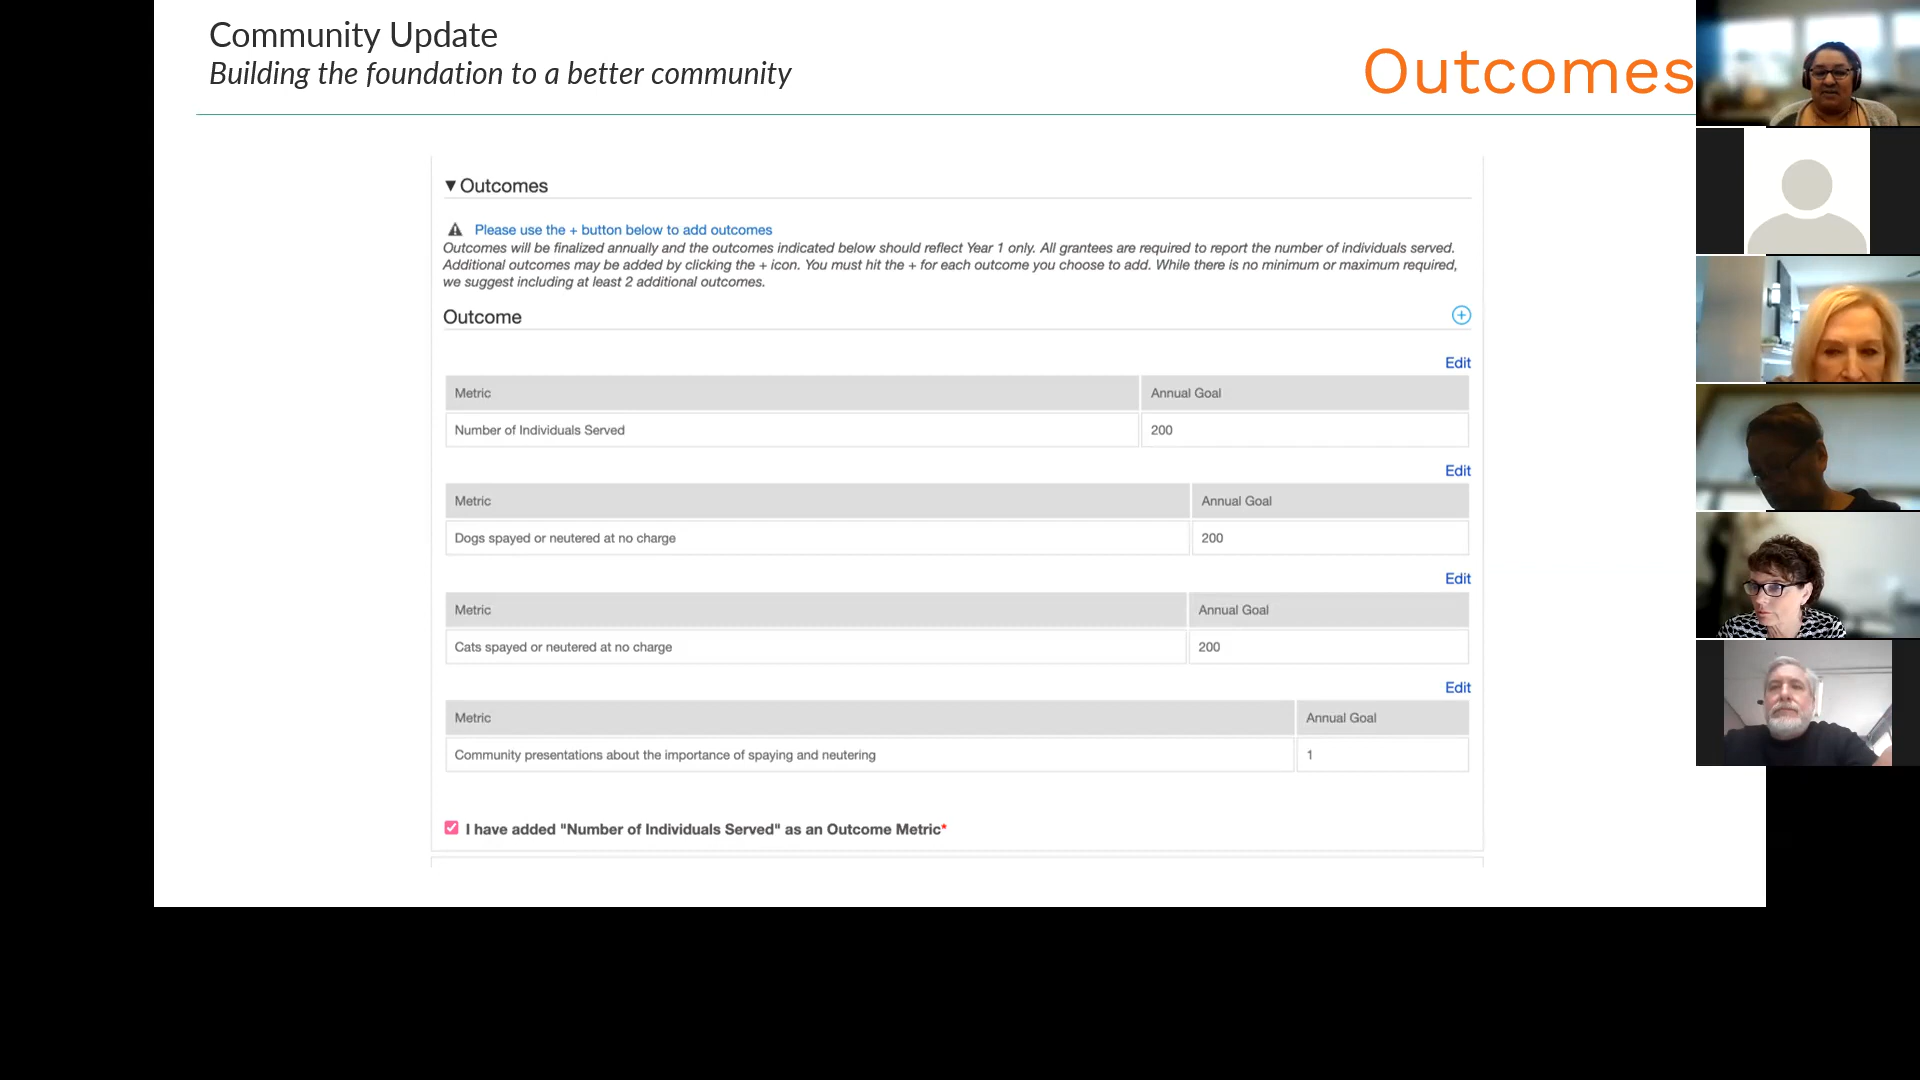 Community Update
Building the foundation to a better community
Outcomes
▼ Outcomes
Please use the + button below to add outcomes
Outcomes will be finalized annually and the outcomes indicated below should reflect Year 1 only. All grantees are required to report the number of individuals served.
Additional outcomes may be added by clicking the + icon. You must hit the + for each outcome you choose to add. While there is no minimum or maximum required,
we suggest including at least 2 additional outcomes.
Outcome
Edit
Metric Annual Goal
Number of Individuals Served 200
Edit
Metric Annual Goal
Dogs spayed or neutered at no charge 200
Edit
Metric Annual Goal
Cats spayed or neutered at no charge 200
Edit
Metric Annual Goal
Community presentations about the importance of spaying and neutering 1
I have added "Number of Individuals Served" as an Outcome Metric*